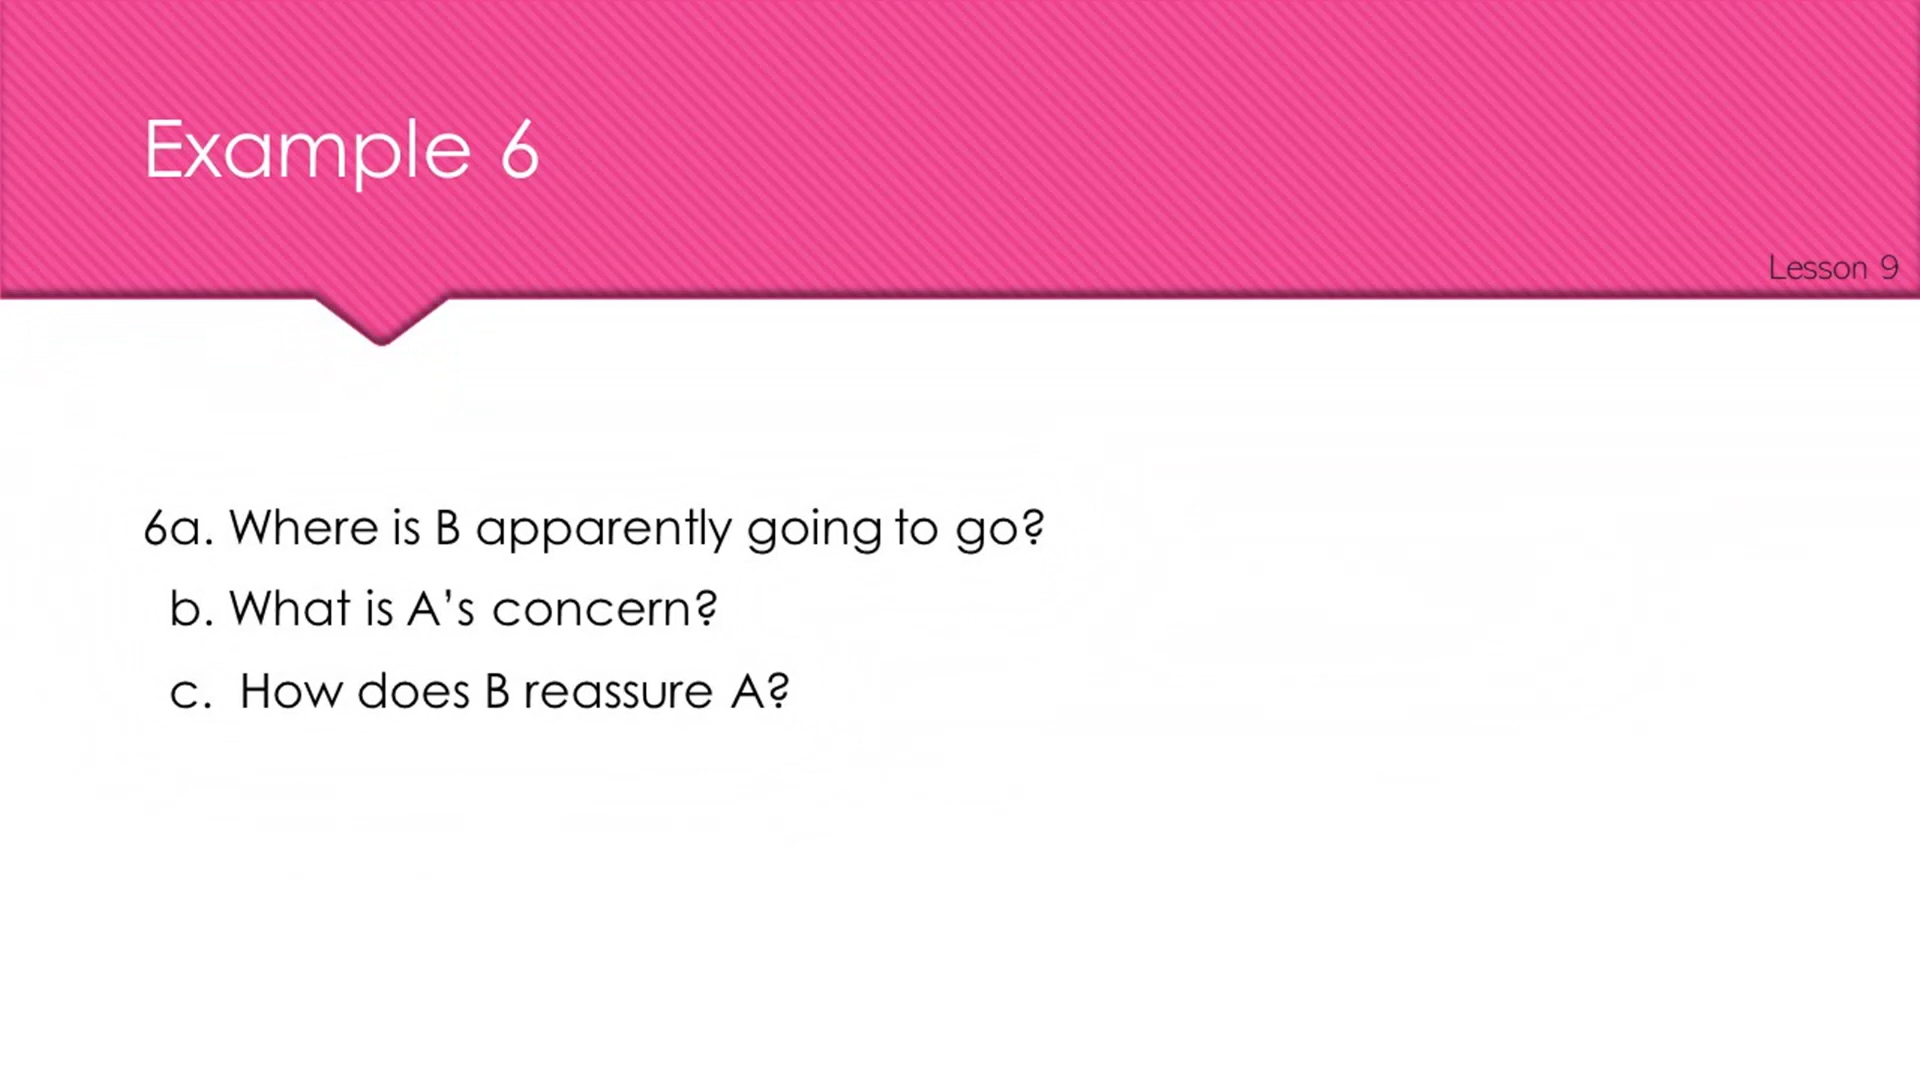 Example 6
Lesson 9
6a. Where is B apparently going to go?
b. What is A’s concern?
c. How does B reassure A?